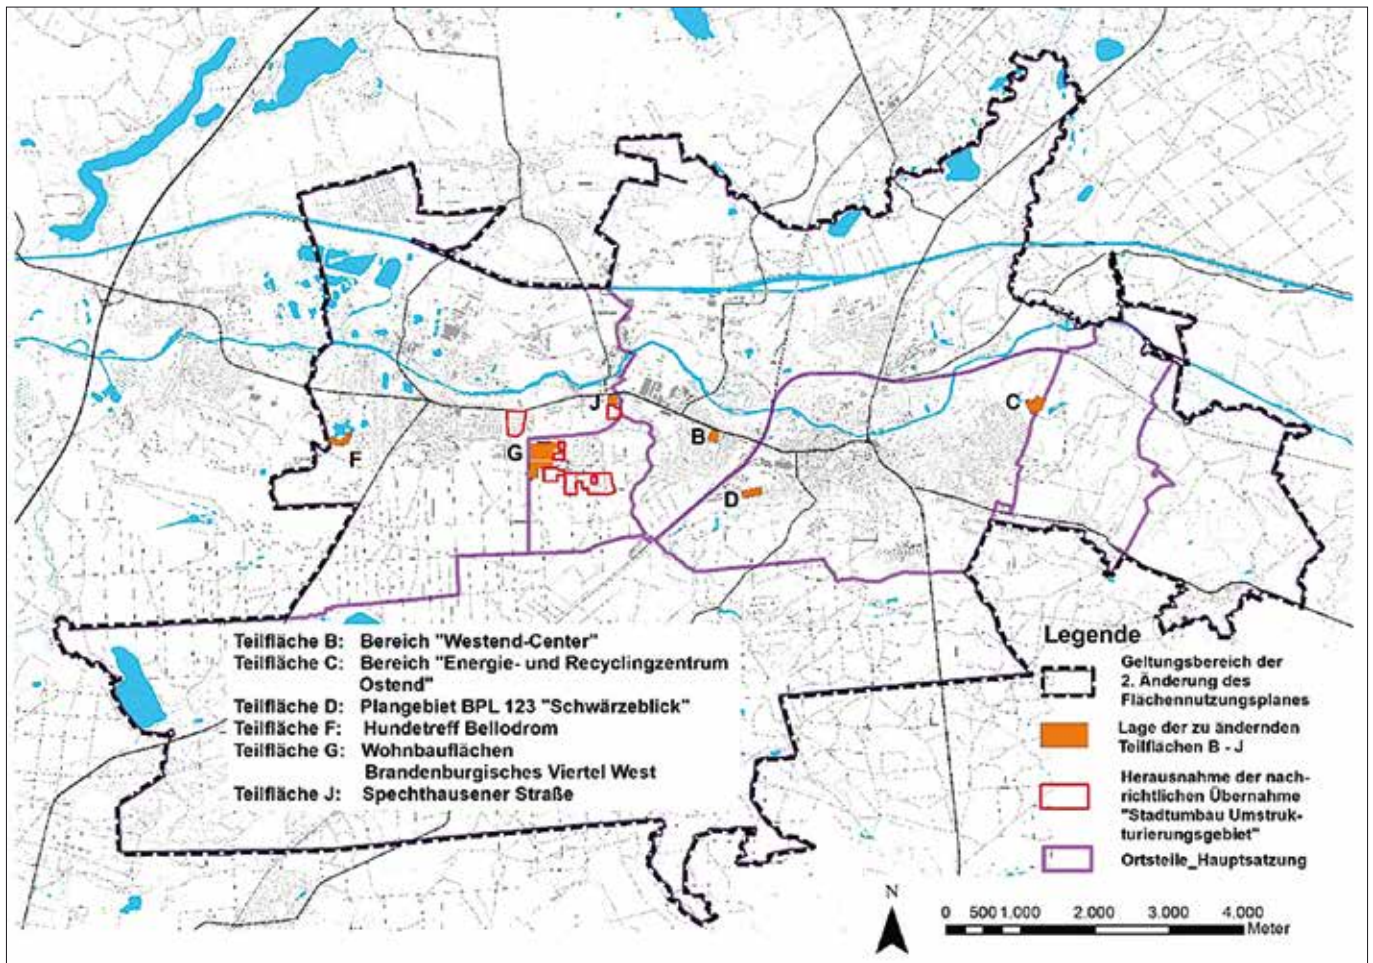 J
C
B
G
F
D
Teilfläche B: Bereich "Westend-Center"
Teilfläche C: Bereich "Energie- und Recyclingzentrum
Ostend"
Teilfläche D: Plangebiet BPL 123 "Schwärzeblick"
Teilfläche F: Hundetreff Bellodrom
Teilfläche G: Wohnbauflächen
Brandenburgisches Viertel West
Teilfläche J: Spechthausener Straße
Legende
Geltungsbereich der
2. Änderung des
Flächennutzungsplanes
Lage der zu ändernden
Teilflächen B - J
Herausnahme der nach-
richtlichen Übernahme
"Stadtumbau Umstruk-
turierungsgebiet"
Ortsteile_Hauptsatzung
N
0 500 1.000 2.000 3.000 4.000
Meter